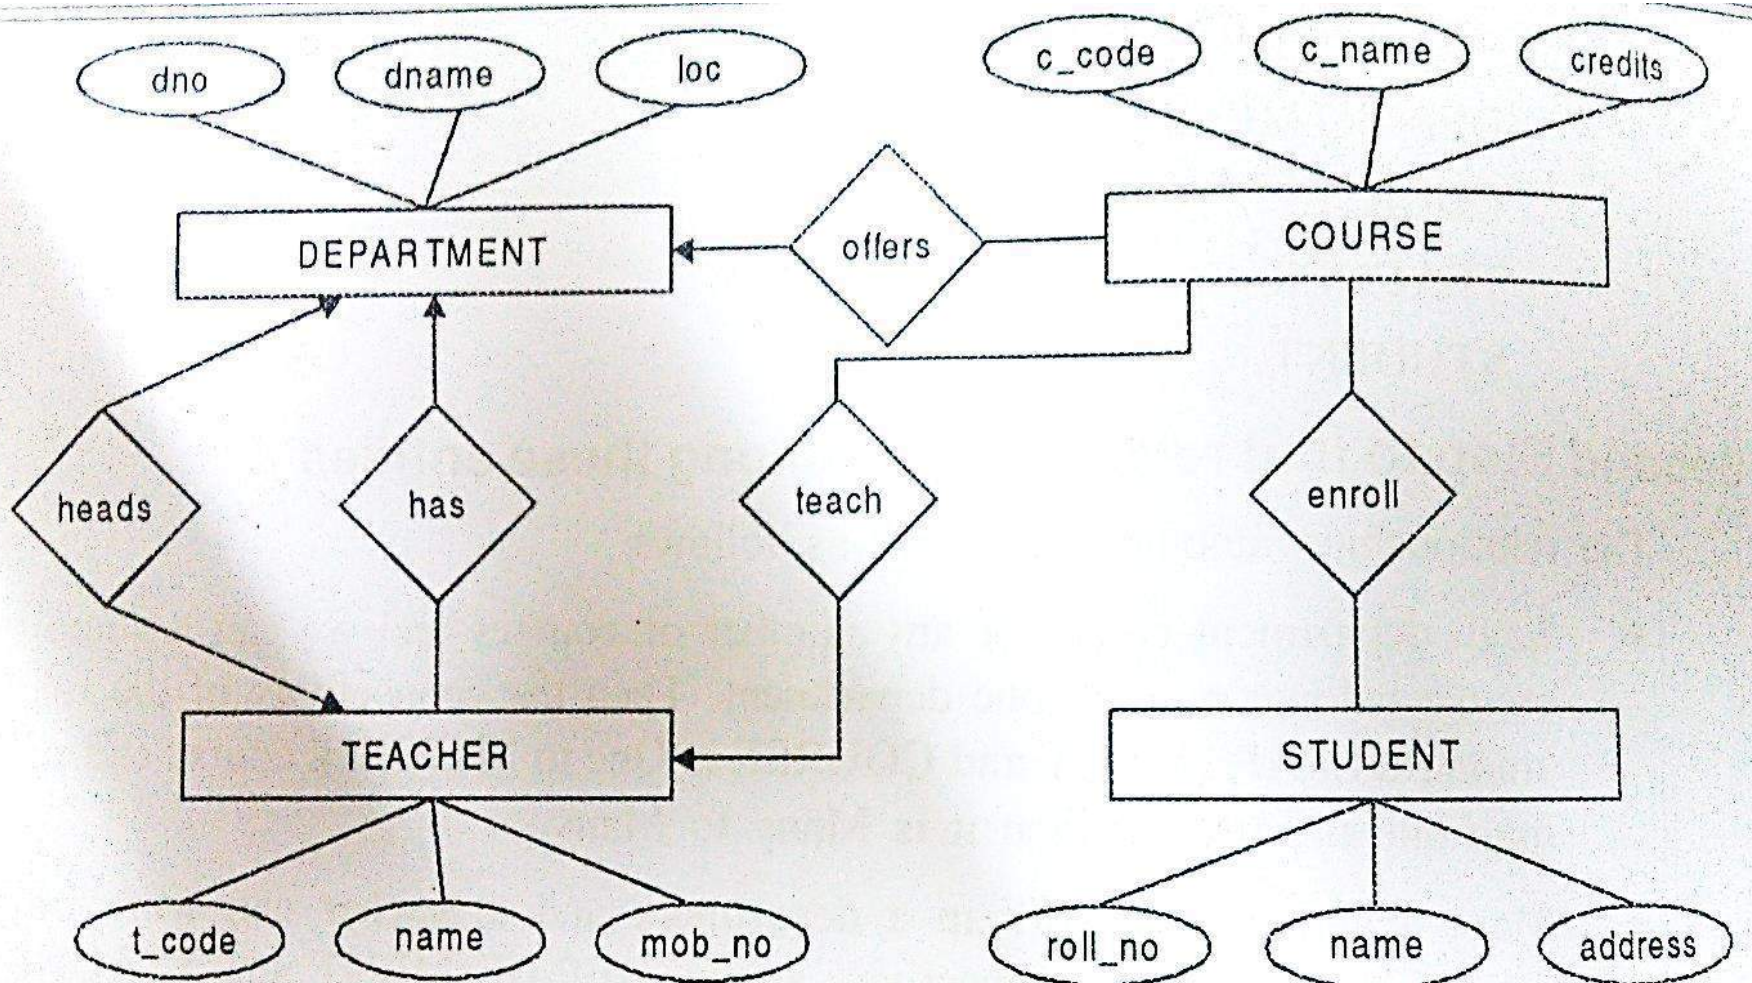 dno dname loc c_code c_name credits
DEPARTMENT offers COURSE
heads has teach enroll
TEACHER STUDENT
t_code name mob_no roll_no name address